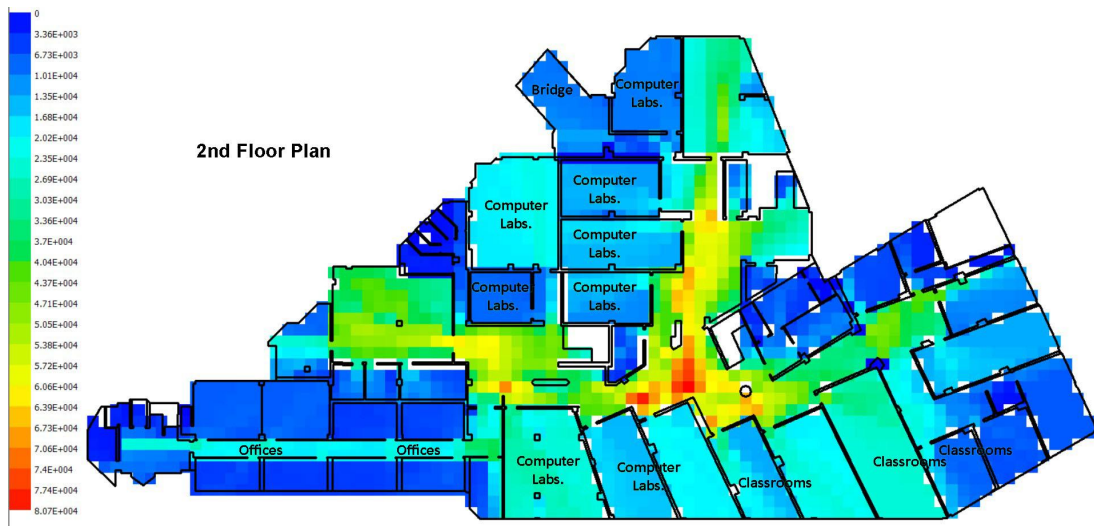 0
3.36E+003
6.73E+003
1.01E+004
1.35E+004
1.68E+004
2.02E+004
2.35E+004
2.69E+004
3.03E+004
3.36E+004
3.7E+004
4.04E+004
4.37E+004
4.71E+004
5.05E+004
5.38E+004
5.72E+004
6.06E+004
6.39E+004
6.73E+004
7.06E+004
7.4E+004
7.74E+004
8.07E+004
2nd Floor Plan
Bridge
Computer
Labs.
Computer
Labs.
Computer
Labs.
Computer
Labs.
Computer
Labs.
Computer
Labs.
Offices
Offices
Computer
Labs.
Computer
Labs.
Classrooms
Classrooms
Classrooms